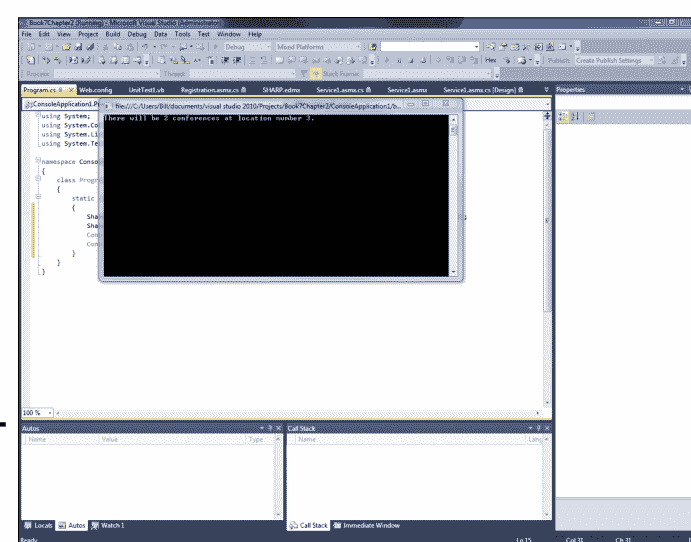 Book7Chapter2 (Running) - Microsoft Visual Studio (Administrator)
File Edit View Project Build Debug Data Tools Test Window Help
Debug Mixed Platforms
Hex Publish: Create Publish Settings
Process: Thread: Stack Frame:
Program.cs Web.config UnitTest1.vb Registration.asmx.cs SHARP.edmx Service1.asmx.cs Service1.asmx Service1.asmx.cs [Design] Properties
ConsoleApplication1.P
file:///C:/Users/Bill/documents/visual studio 2010/Projects/Book7Chapter2/ConsoleApplication1/b...
There will be 2 conferences at location number 3.
using System;
using System.Co
using System.Li
using System.Te
namespace Conso
{
class Progr
{
static
{
Sha
Sha
Con
Con
}
}
}
100 %
Autos Call Stack
Name Value Type Name Lang
Locals Autos Watch 1 Call Stack Immediate Window
Ready Ln 15 Col 31 Ch 31